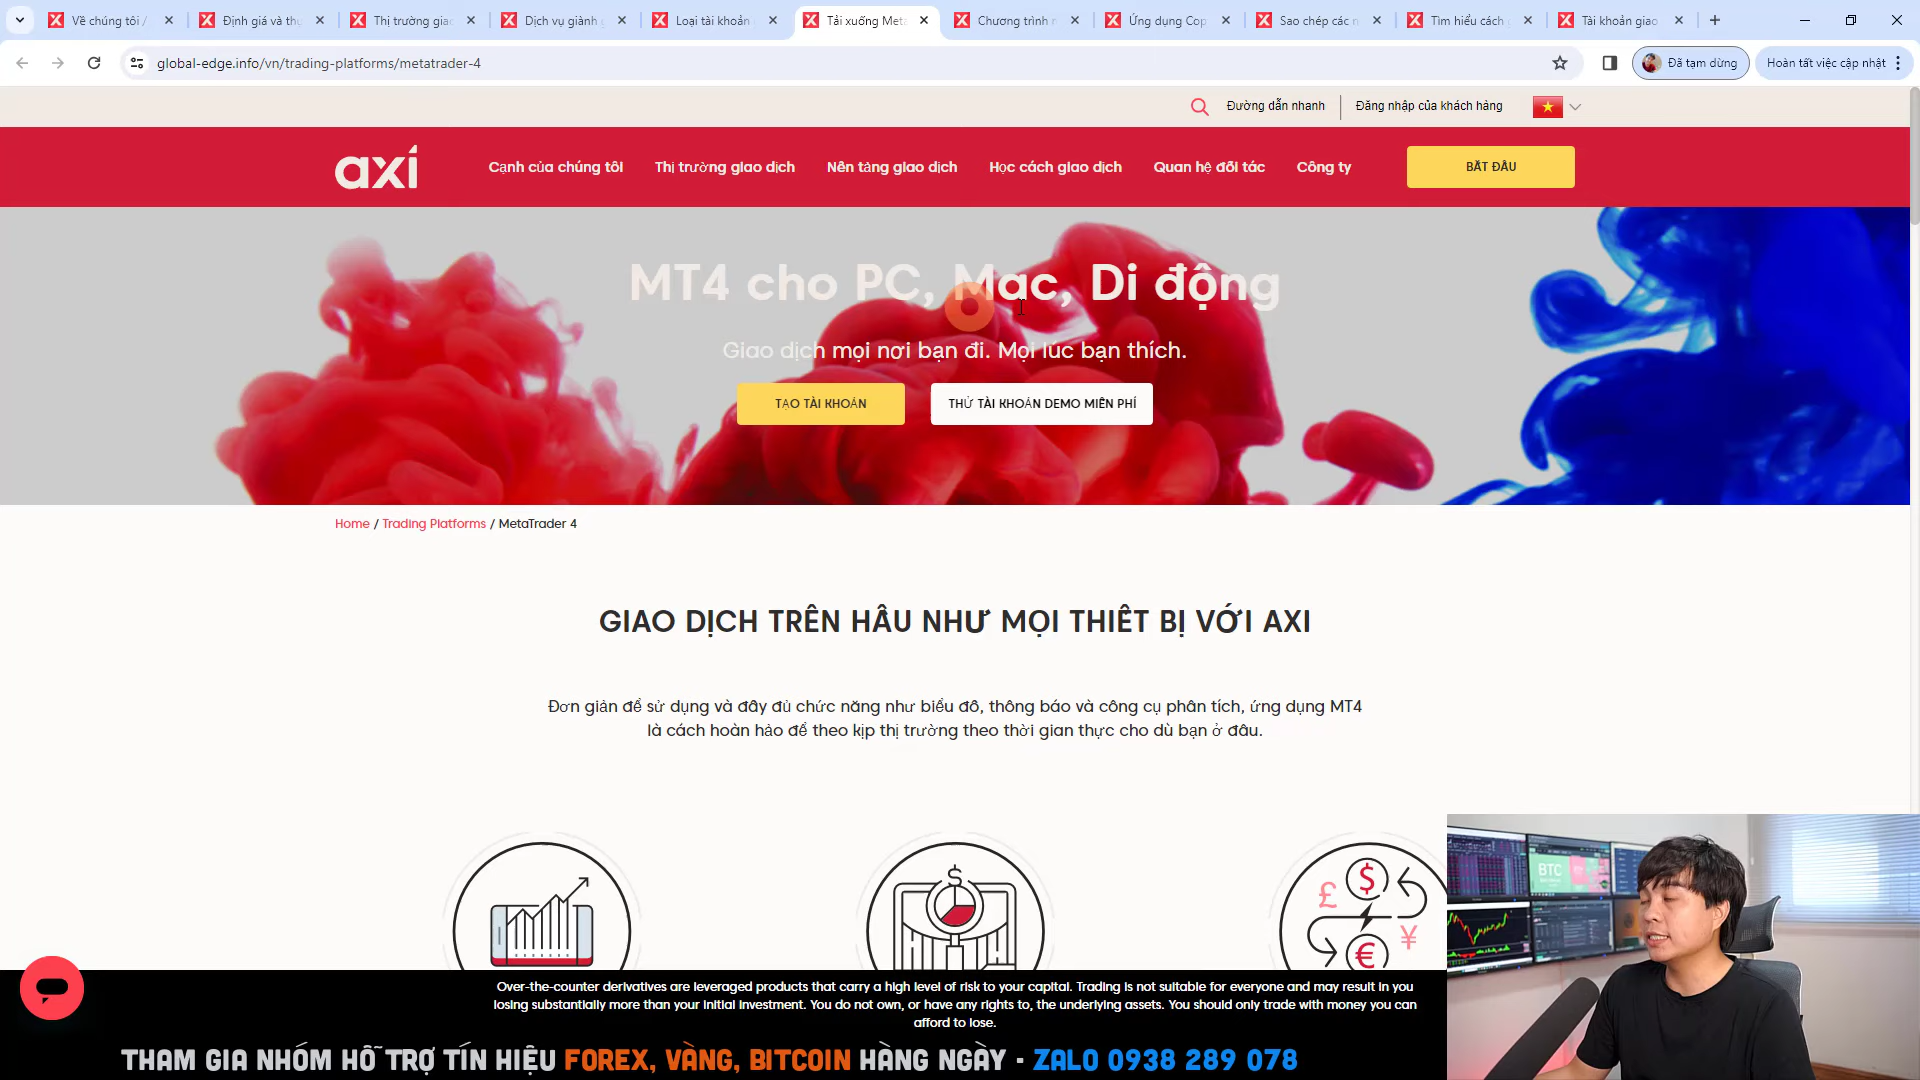 Về chúng tôi /
Định giá và thự
Thị trường giao
Dịch vụ giành g
Loại tài khoản
Tải xuống Meta
Chương trình n
Ứng dụng Cop
Sao chép các n
Tìm hiểu cách
Tài khoản giao
global-edge.info/vn/trading-platforms/metatrader-4
Đã tạm dừng
Hoàn tất việc cập nhật
Đường dẫn nhanh
Đăng nhập của khách hàng
axi
Cạnh của chúng tôi
Thị trường giao dịch
Nền tảng giao dịch
Học cách giao dịch
Quan hệ đối tác
Công ty
BẮT ĐẦU
MT4 cho PC, Mac, Di động
Giao dịch mọi nơi bạn đi. Mọi lúc bạn thích.
TẠO TÀI KHOẢN
THỬ TÀI KHOẢN DEMO MIỄN PHÍ
Home / Trading Platforms / MetaTrader 4
GIAO DỊCH TRÊN HẦU NHƯ MỌI THIẾT BỊ VỚI AXI
Đơn giản để sử dụng và đầy đủ chức năng như biểu đồ, thông báo và công cụ phân tích, ứng dụng MT4
là cách hoàn hảo để theo kịp thị trường theo thời gian thực cho dù bạn ở đâu.
BTC
Over-the-counter derivatives are leveraged products that carry a high level of risk to your capital. Trading is not suitable for everyone and may result in you
losing substantially more than your initial investment. You do not own, or have any rights to, the underlying assets. You should only trade with money you can
afford to lose.
THAM GIA NHÓM HỖ TRỢ TÍN HIỆU FOREX, VÀNG, BITCOIN HÀNG NGÀY - ZALO 0938 289 078